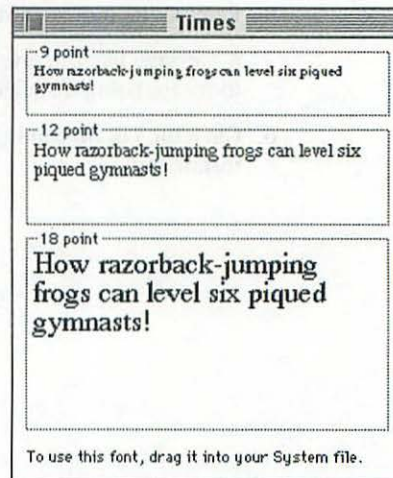 Times
9 point
How razorback-jumping frogs can level six piqued
gymnasts!
12 point
How razorback-jumping frogs can level six
piqued gymnasts!
18 point
How razorback-jumping
frogs can level six piqued
gymnasts!
To use this font, drag it into your System file.